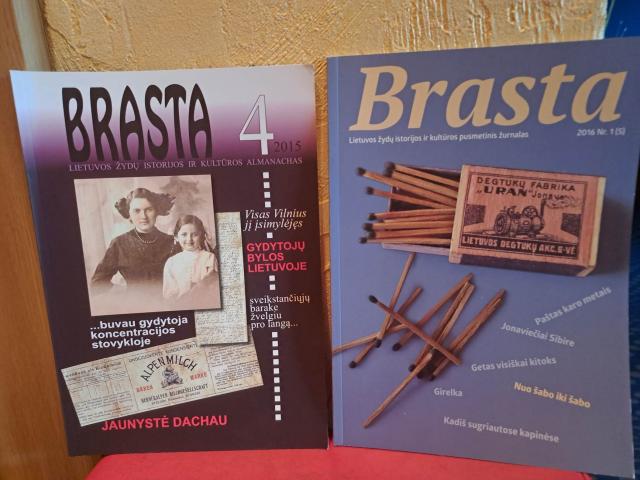 BRASTA
4
2015
LIETUVOS ŽYDŲ ISTORIJOS IR KULTŪROS ALMANACHAS
Visas Vilnius
jį įsimylėjęs
GYDYTOJŲ
BYLOS
LIETUVOJE
sveikstančiųjų
barake
žvelgiu
pro langą...
...buvau gydytoja
koncentracijos
stovykloje
ALPENMILCH
BÄREN MARKE
JAUNYSTĖ DACHAU
Brasta
Lietuvos žydų istorijos ir kultūros pusmetinis žurnalas
2016 Nr. 1 (5)
DEGTUKŲ FABRIKA
„URAN" Jonava
LIETUVOS DEGTUKŲ AKC. B-VĖ
Paštas karo metais
Jonaviečiai Sibire
Getas visiškai kitoks
Nuo šabo iki šabo
Girelka
Kadiš sugriautose kapinėse